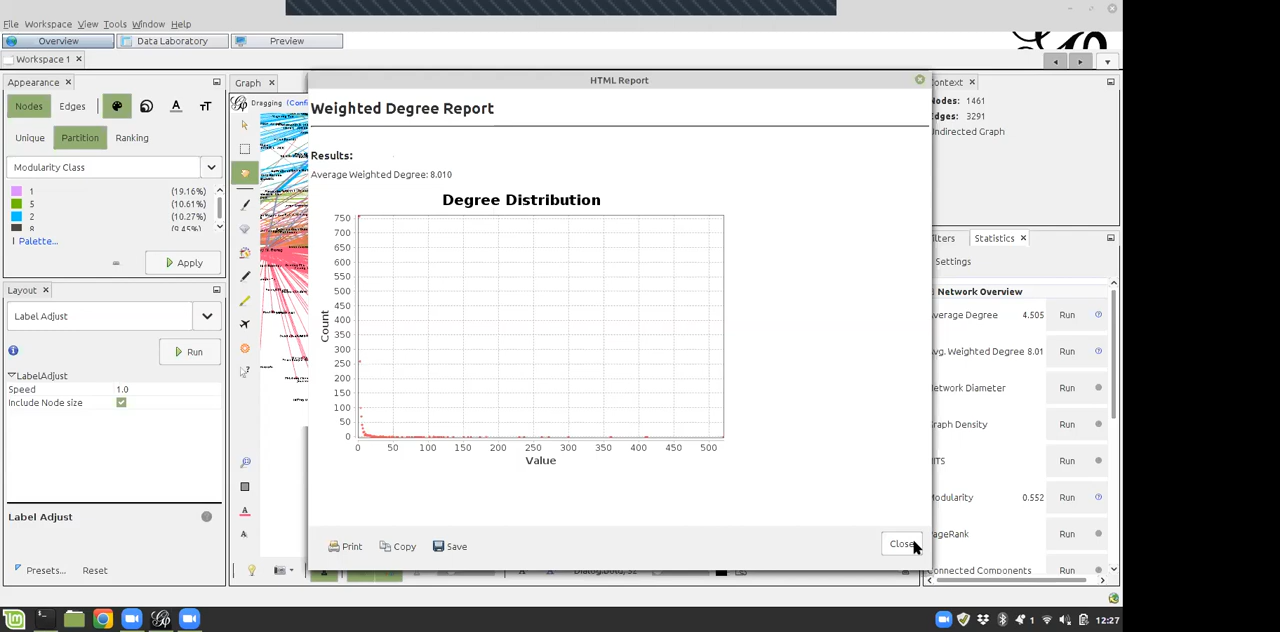 File Workspace View Tools Window Help
Overview Data Laboratory Preview
Workspace 1
Appearance
Nodes Edges
Unique Partition Ranking
Modularity Class
1 (19.16%)
5 (10.61%)
2 (10.27%)
Palette...
Apply
Layout
Label Adjust
Run
LabelAdjust
Speed 1.0
Include Node size
Label Adjust
Presets... Reset
Graph
Dragging
HTML Report
Weighted Degree Report
Results:
Average Weighted Degree: 8.010
Degree Distribution
750
700
650
600
550
500
450
400
350
300
250
200
150
100
50
0
Count
0 50 100 150 200 250 300 350 400 450 500
Value
Print Copy Save
Close
Context
Nodes: 1461
Edges: 3291
Undirected Graph
Statistics
Settings
Network Overview
Average Degree 4.505 Run
Avg. Weighted Degree 8.01 Run
Network Diameter Run
Graph Density Run
HITS Run
Modularity 0.552 Run
PageRank Run
Connected Components Run
1 12:27